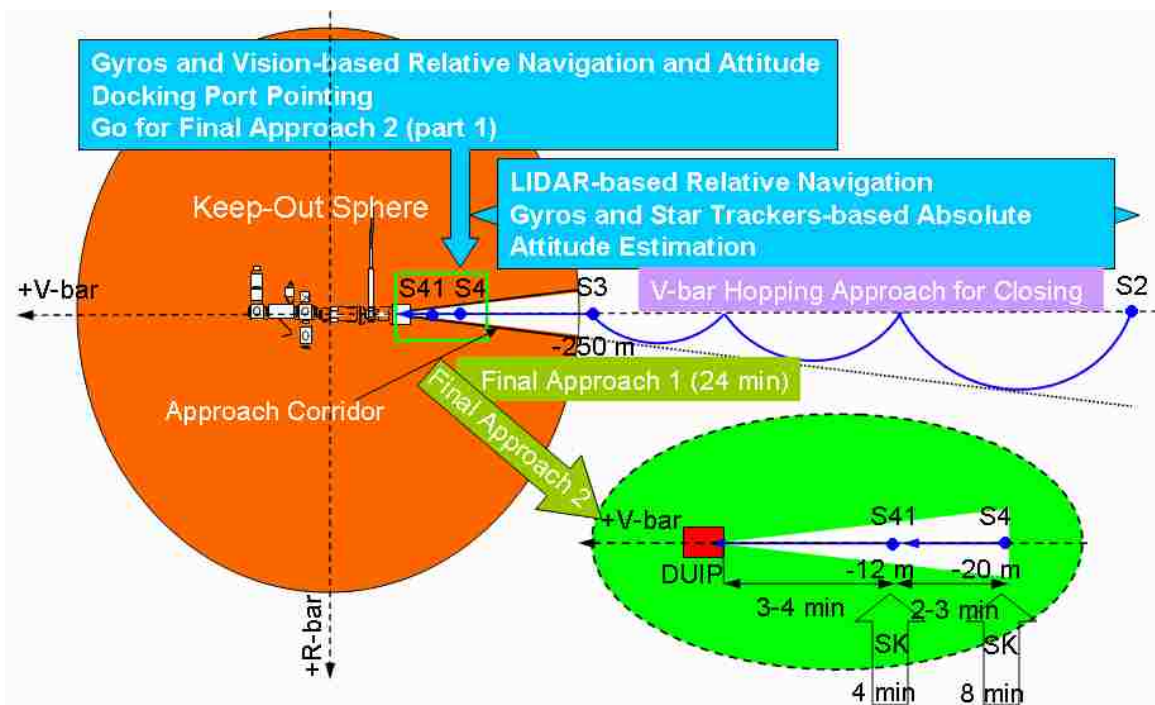 Gyros and Vision-based Relative Navigation and Attitude
Docking Port Pointing
Go for Final Approach 2 (part 1)
LIDAR-based Relative Navigation
Gyros and Star Trackers-based Absolute
Attitude Estimation
Keep-Out Sphere
+V-bar
S41
S4
S3
V-bar Hopping Approach for Closing
S2
-250 m
Final Approach 1 (24 min)
Approach Corridor
Final Approach 2
+V-bar
S41
S4
DUIP
-12 m
-20 m
3-4 min
2-3 min
+R-bar
SK
SK
4 min
8 min